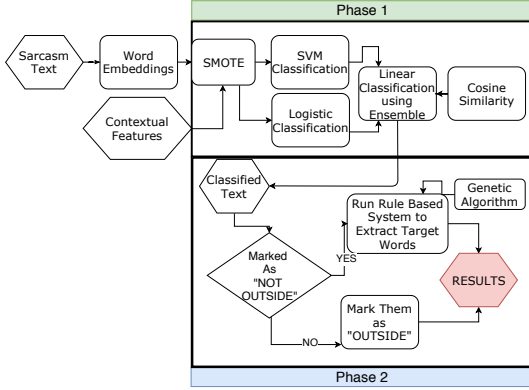 Phase 1
Sarcasm
Text
Word
Embeddings
SMOTE
SVM
Classification
Linear
Classification
using
Ensemble
Cosine
Similarity
Contextual
Features
Logistic
Classification
Classified
Text
Run Rule Based
System to
Extract Target
Words
Genetic
Algorithm
Marked
As
"NOT
OUTSIDE"
YES
RESULTS
NO
Mark Them
as
"OUTSIDE"
Phase 2